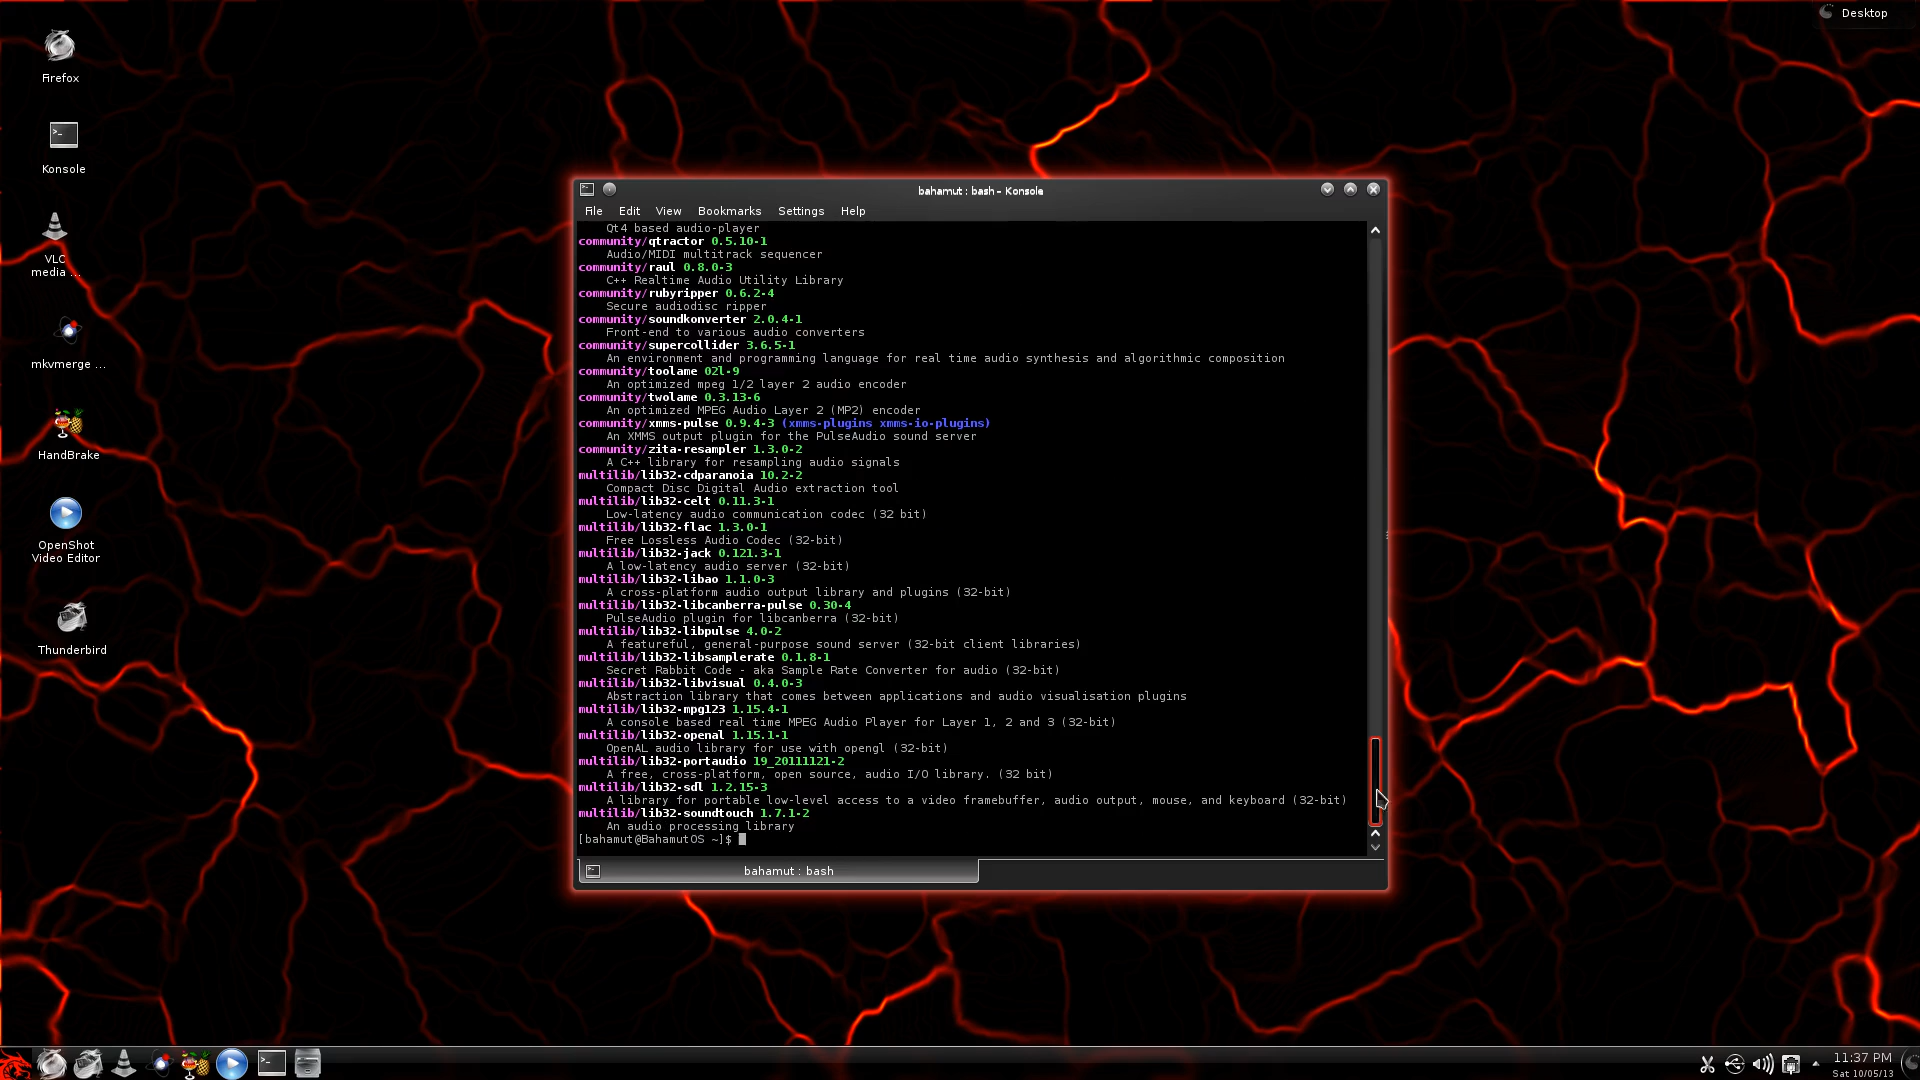 Desktop
Firefox
Konsole
VLC
media ...
mkvmerge ...
HandBrake
OpenShot
Video Editor
Thunderbird
bahamut : bash – Konsole
File Edit View Bookmarks Settings Help
Qt4 based audio-player
community/qtractor 0.5.10-1
Audio/MIDI multitrack sequencer
community/raul 0.8.0-3
C++ Realtime Audio Utility Library
community/rubyripper 0.6.2-4
Secure audiodisc ripper
community/soundkonverter 2.0.4-1
Front-end to various audio converters
community/supercollider 3.6.5-1
An environment and programming language for real time audio synthesis and algorithmic composition
community/toolame 02l-9
An optimized mpeg 1/2 layer 2 audio encoder
community/twolame 0.3.13-6
An optimized MPEG Audio Layer 2 (MP2) encoder
community/xmms-pulse 0.9.4-3 (xmms-plugins xmms-io-plugins)
An XMMS output plugin for the PulseAudio sound server
community/zita-resampler 1.3.0-2
A C++ library for resampling audio signals
multilib/lib32-cdparanoia 10.2-2
Compact Disc Digital Audio extraction tool
multilib/lib32-celt 0.11.3-1
Low-latency audio communication codec (32 bit)
multilib/lib32-flac 1.3.0-1
Free Lossless Audio Codec (32-bit)
multilib/lib32-jack 0.121.3-1
A low-latency audio server (32-bit)
multilib/lib32-libao 1.1.0-3
A cross-platform audio output library and plugins (32-bit)
multilib/lib32-libcanberra-pulse 0.30-4
PulseAudio plugin for libcanberra (32-bit)
multilib/lib32-libpulse 4.0-2
A featureful, general-purpose sound server (32-bit client libraries)
multilib/lib32-libsamplerate 0.1.8-1
Secret Rabbit Code - aka Sample Rate Converter for audio (32-bit)
multilib/lib32-libvisual 0.4.0-3
Abstraction library that comes between applications and audio visualisation plugins
multilib/lib32-mpg123 1.15.4-1
A console based real time MPEG Audio Player for Layer 1, 2 and 3 (32-bit)
multilib/lib32-openal 1.15.1-1
OpenAL audio library for use with opengl (32-bit)
multilib/lib32-portaudio 19_20111121-2
A free, cross-platform, open source, audio I/O library. (32 bit)
multilib/lib32-sdl 1.2.15-3
A library for portable low-level access to a video framebuffer, audio output, mouse, and keyboard (32-bit)
multilib/lib32-soundtouch 1.7.1-2
An audio processing library
[bahamut@BahamutOS ~]$
bahamut : bash
11:37 PM
Sat 10/05/13